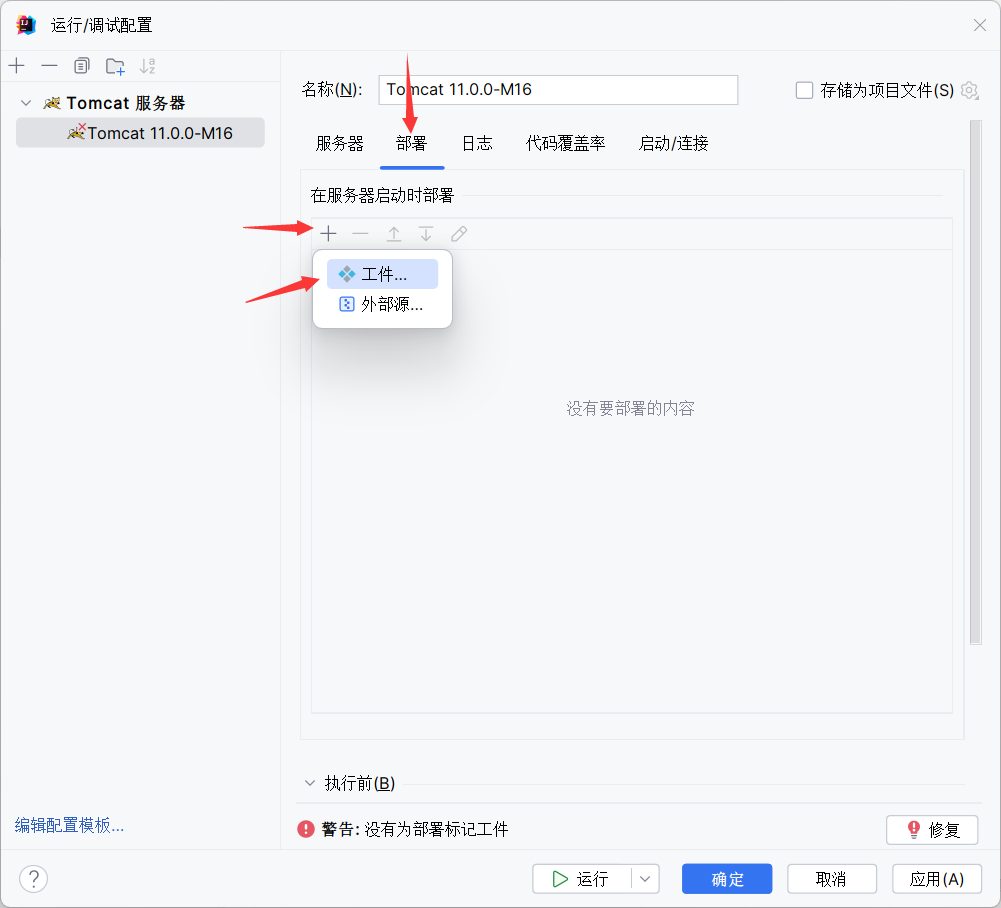 运行/调试配置
Tomcat 服务器
Tomcat 11.0.0-M16
编辑配置模板...
名称(N):
Tomcat 11.0.0-M16
存储为项目文件(S)
服务器 部署 日志 代码覆盖率 启动/连接
在服务器启动时部署
工件...
外部源...
没有要部署的内容
执行前(B)
警告: 没有为部署标记工件
修复
?
运行 确定 取消 应用(A)